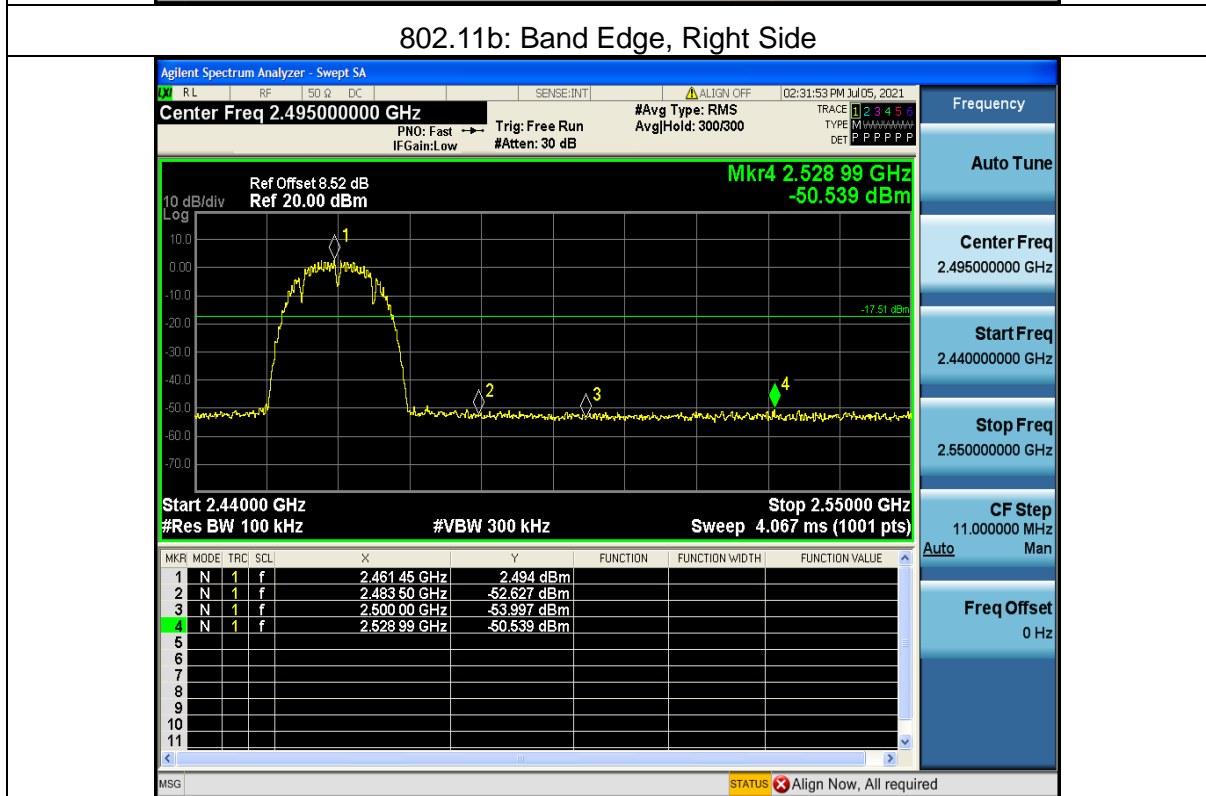 802.11b: Band Edge, Right Side
Agilent Spectrum Analyzer - Swept SA
LXI RL RF 50 Ω DC SENSE:INT ALIGN OFF 02:31:53 PM Jul 05, 2021
Center Freq 2.495000000 GHz
PNO: Fast
IFGain:Low
Trig: Free Run
#Atten: 30 dB
#Avg Type: RMS
Avg|Hold: 300/300
TRACE 1 2 3 4 5 6
TYPE MWWWWW
DET P P P P P P
Frequency
Auto Tune
Center Freq
2.495000000 GHz
Start Freq
2.440000000 GHz
Stop Freq
2.550000000 GHz
CF Step
11.000000 MHz
Auto Man
Freq Offset
0 Hz
Mkr4 2.528 99 GHz
-50.539 dBm
Ref Offset 8.52 dB
10 dB/div Ref 20.00 dBm
Log
10.0
0.00
-10.0
-20.0
-30.0
-40.0
-50.0
-60.0
-70.0
1
2
3
4
-17.51 dBm
Start 2.44000 GHz Stop 2.55000 GHz
#Res BW 100 kHz #VBW 300 kHz Sweep 4.067 ms (1001 pts)
MKR MODE TRC SCL X Y FUNCTION FUNCTION WIDTH FUNCTION VALUE
1 N 1 f 2.461 45 GHz 2.494 dBm
2 N 1 f 2.483 50 GHz -52.627 dBm
3 N 1 f 2.500 00 GHz -53.997 dBm
4 N 1 f 2.528 99 GHz -50.539 dBm
5
6
7
8
9
10
11
MSG STATUS Align Now, All required